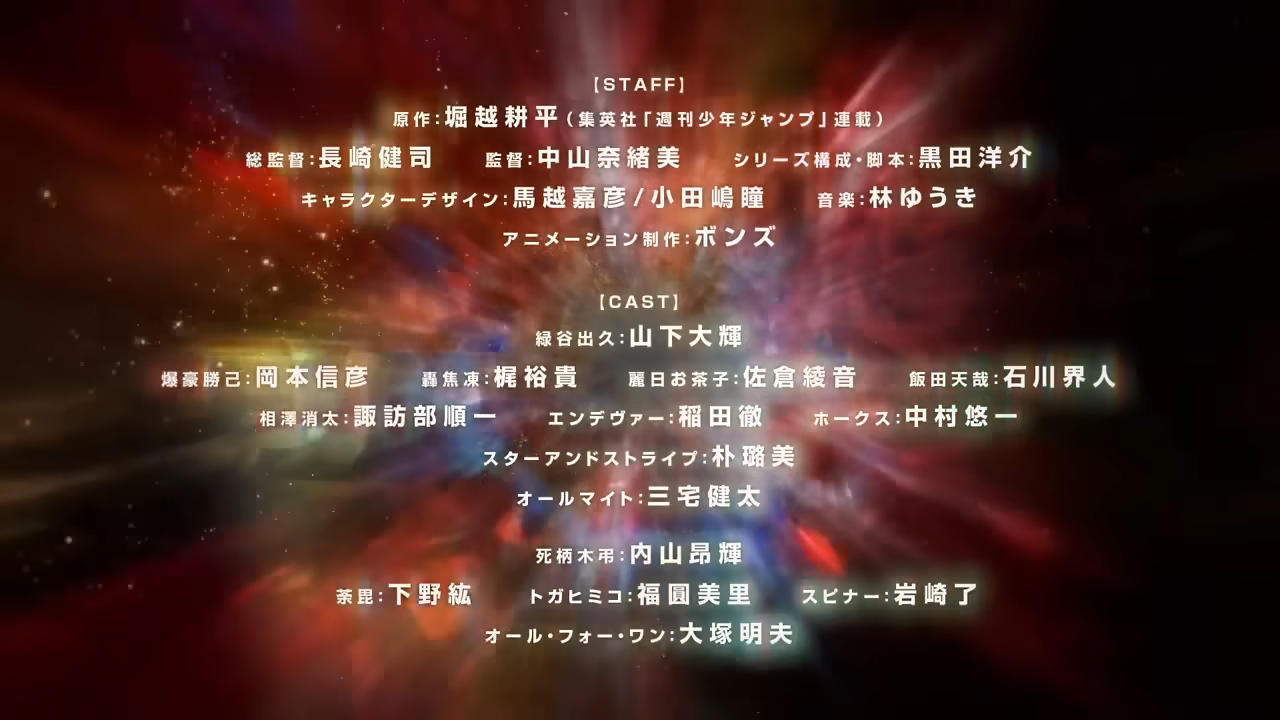 【STAFF】
原作:堀越耕平(集英社「週刊少年ジャンプ」連載)
総監督:長崎健司 監督:中山奈緒美 シリーズ構成・脚本:黒田洋介
キャラクターデザイン:馬越嘉彦/小田嶋瞳 音楽:林ゆうき
アニメーション制作:ボンズ
【CAST】
緑谷出久:山下大輝
爆豪勝己:岡本信彦 轟焦凍:梶裕貴 麗日お茶子:佐倉綾音 飯田天哉:石川界人
相澤消太:諏訪部順一 エンデヴァー:稲田徹 ホークス:中村悠一
スターアンドストライプ:朴璐美
オールマイト:三宅健太
死柄木弔:内山昂輝
荼毘:下野紘 トガヒミコ:福圓美里 スピナー:岩崎了
オール・フォー・ワン:大塚明夫